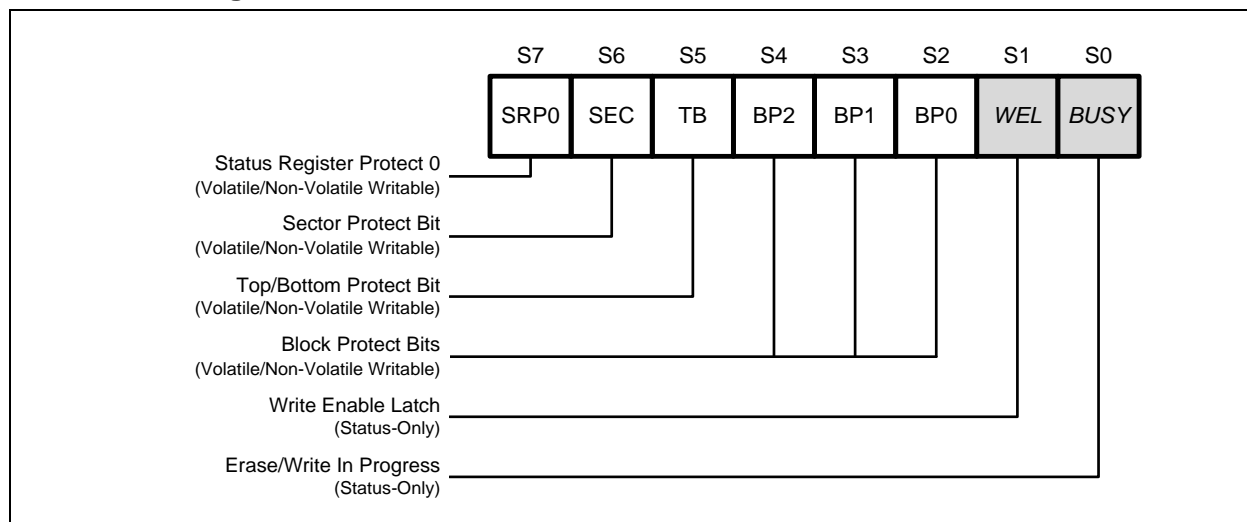 S7 S6 S5 S4 S3 S2 S1 S0
SRP0 SEC TB BP2 BP1 BP0 WEL BUSY
Status Register Protect 0
(Volatile/Non-Volatile Writable)
Sector Protect Bit
(Volatile/Non-Volatile Writable)
Top/Bottom Protect Bit
(Volatile/Non-Volatile Writable)
Block Protect Bits
(Volatile/Non-Volatile Writable)
Write Enable Latch
(Status-Only)
Erase/Write In Progress
(Status-Only)